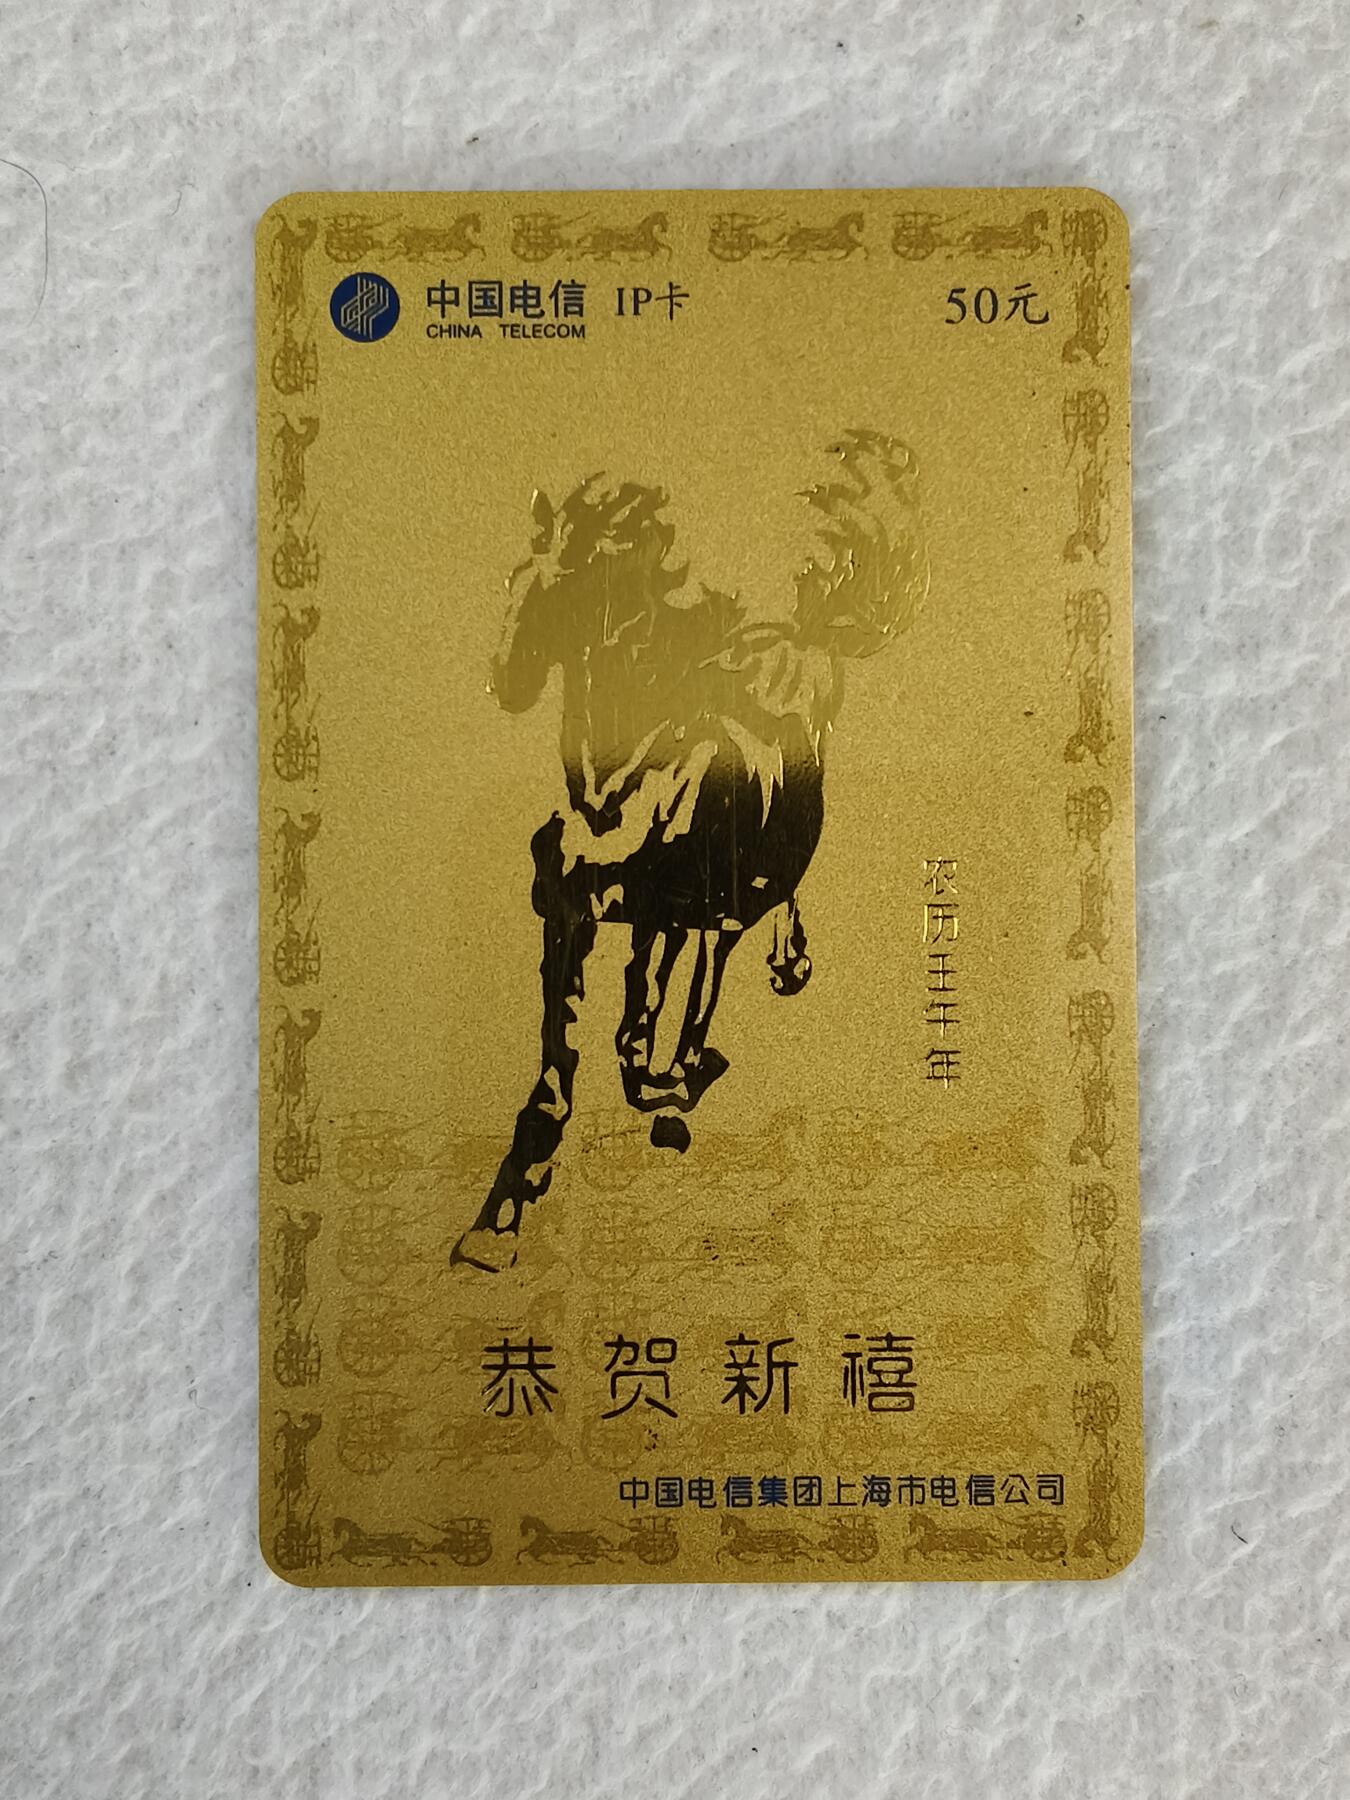 中国电信 IP卡 50元
CHINA TELECOM
农历壬午年
恭贺新禧
中国电信集团上海市电信公司